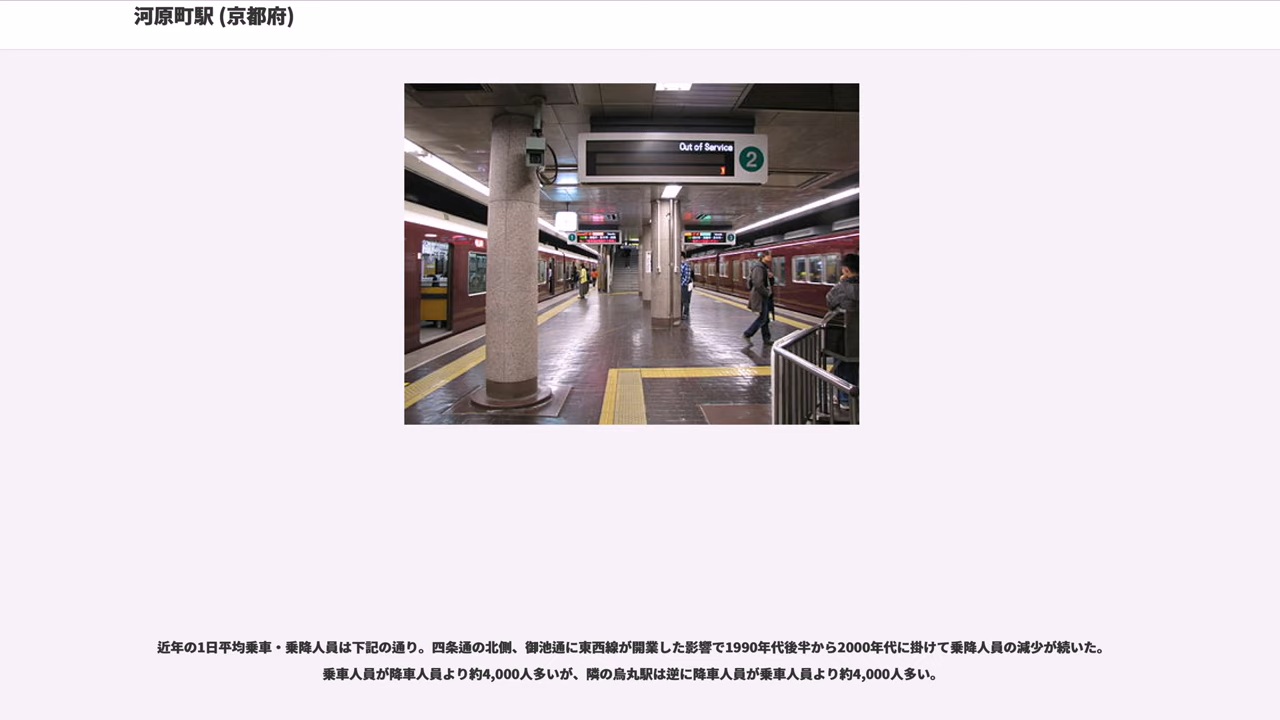 河原町駅 (京都府)
Out of Service
2
近年の1日平均乗車・乗降人員は下記の通り。四条通の北側、御池通に東西線が開業した影響で1990年代後半から2000年代に掛けて乗降人員の減少が続いた。
乗車人員が降車人員より約4,000人多いが、隣の烏丸駅は逆に降車人員が乗車人員より約4,000人多い。